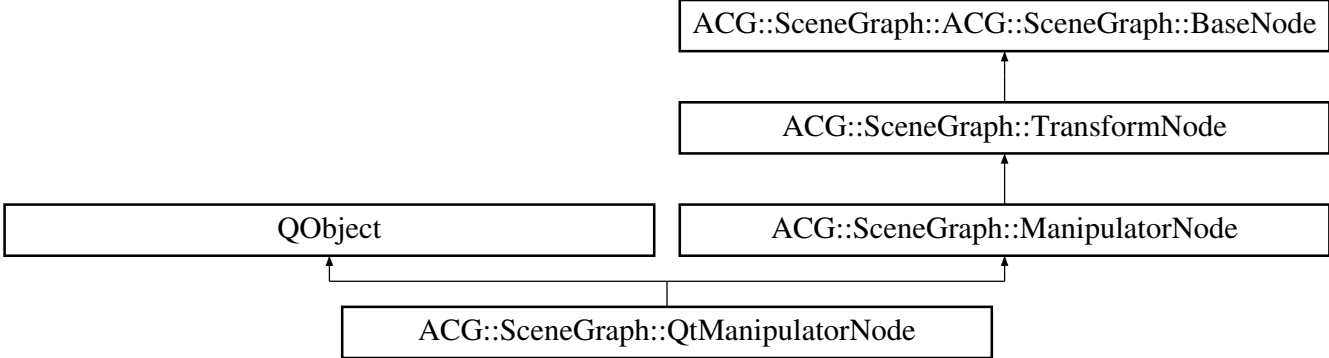 ACG::SceneGraph::ACG::SceneGraph::BaseNode
ACG::SceneGraph::TransformNode
QObject
ACG::SceneGraph::ManipulatorNode
ACG::SceneGraph::QtManipulatorNode